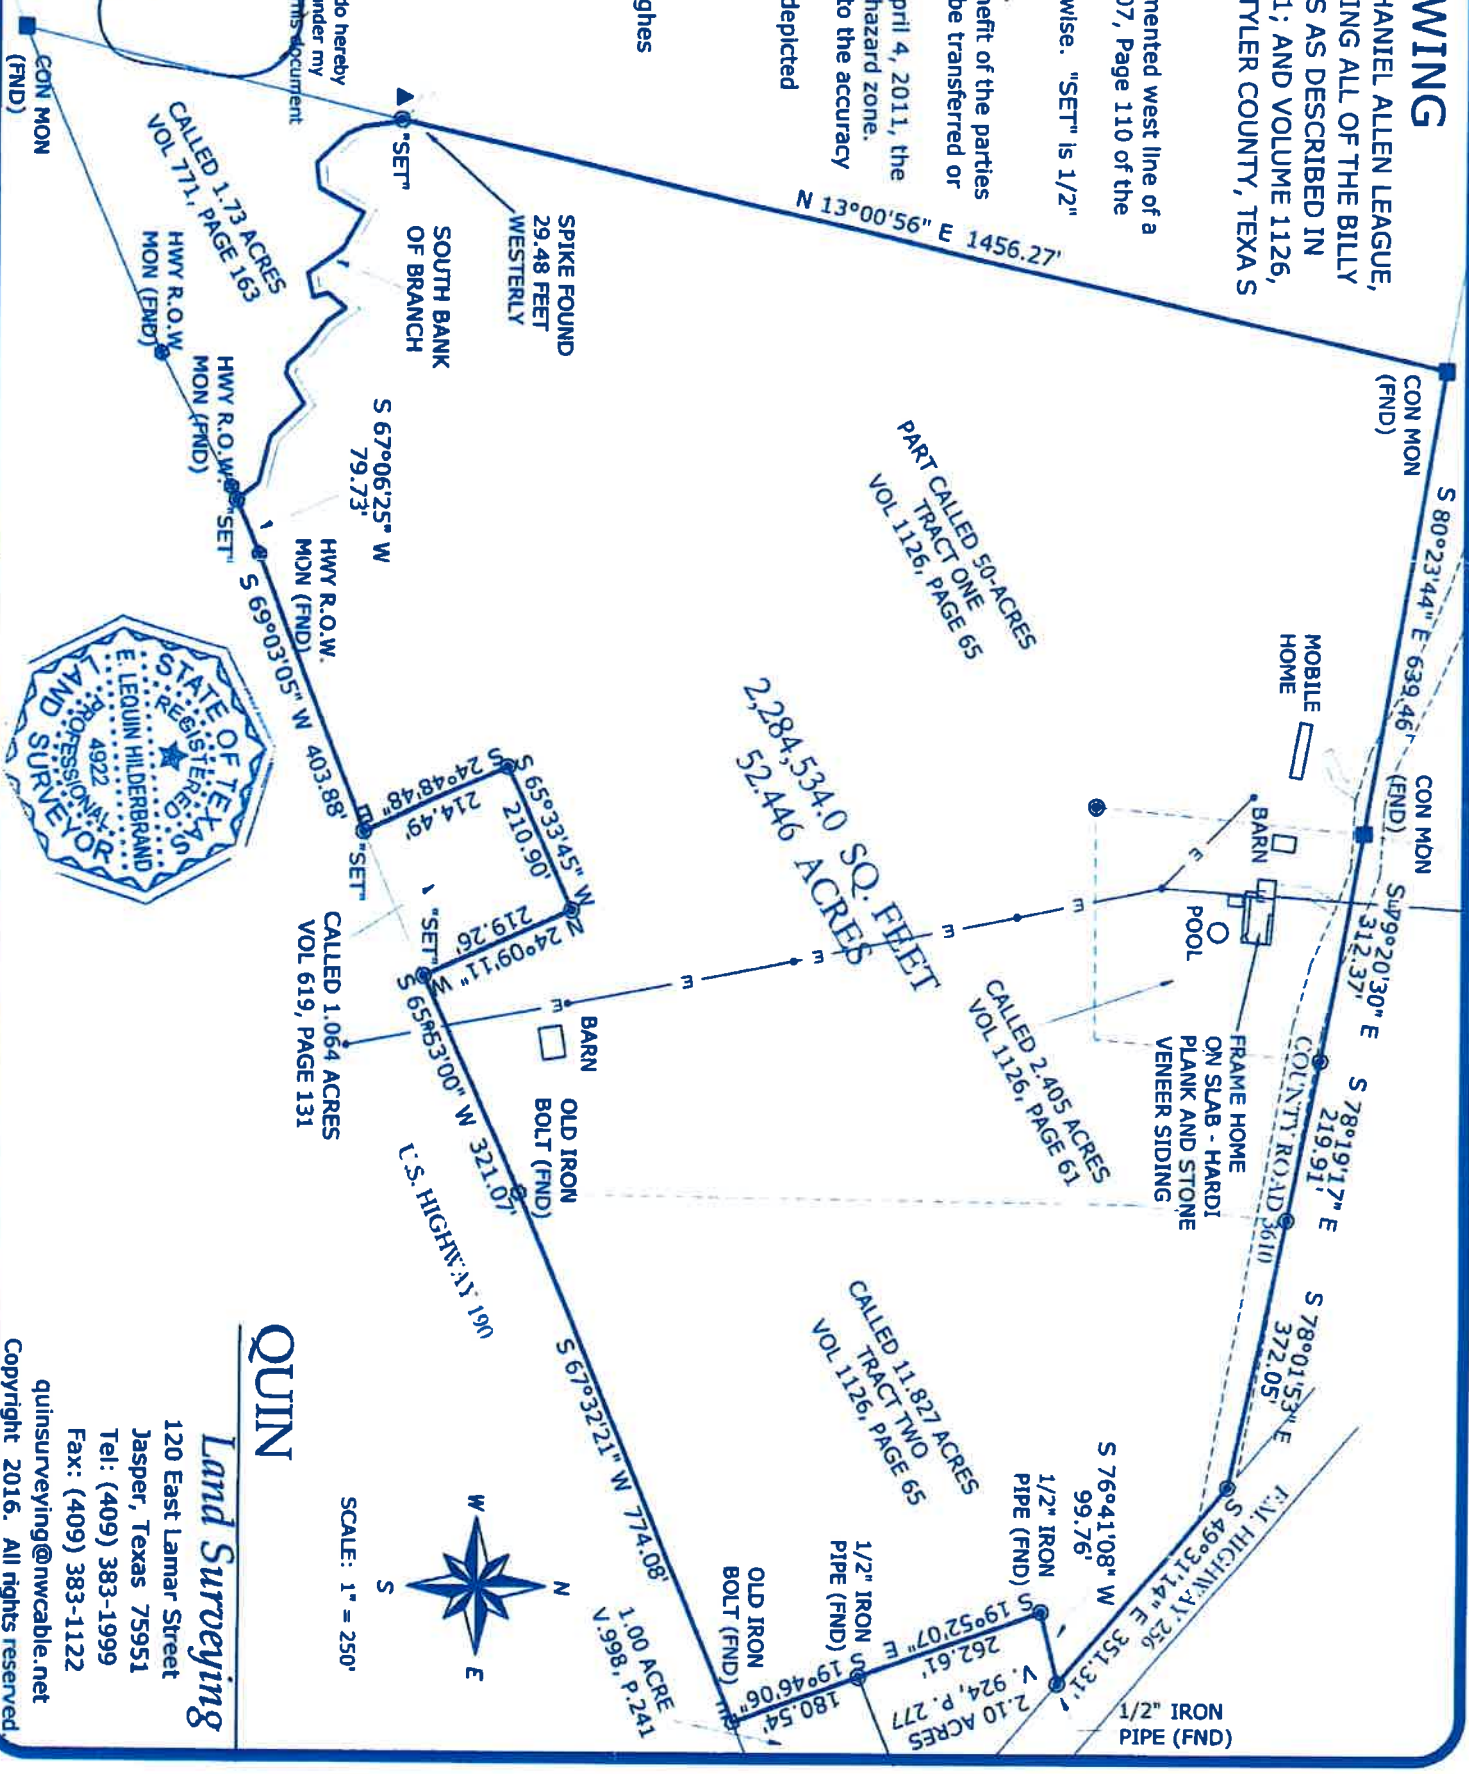 WING
HANIEL ALLEN LEAGUE,
ING ALL OF THE BILLY
S AS DESCRIBED IN
1; AND VOLUME 1126,
TYLER COUNTY, TEXA S
mented west line of a
07, Page 110 of the
wise. "SET" is 1/2"
nefit of the parties
be transferred or
pril 4, 2011, the
hazard zone.
to the accuracy
depicted
ghes
do hereby
under my
his document
CON MON
(FND)
S 80°23'44" E 639.46'
CON MON
(FND)
S 79°20'30" E
312.37'
S 78°19'17" E
219.91'
COUNTY ROAD 3610
S 78°01'53" E
372.05'
F.M. HIGHWAY 256
S 49°31'14" E 351.31'
1/2" IRON
PIPE (FND)
S 76°41'08" W
99.76'
1/2" IRON
PIPE (FND)
S 19°52'07" E
262.61'
2.10 ACRES
V. 924, P. 277
1/2" IRON
PIPE (FND)
S 19°46'06" E
180.54'
OLD IRON
BOLT (FND)
1.00 ACRE
V.998, P.241
N 13°00'56" E 1456.27'
MOBILE
HOME
BARN
POOL
FRAME HOME
ON SLAB - HARDI
PLANK AND STONE
VENEER SIDING
PART CALLED 50-ACRES
TRACT ONE
VOL 1126, PAGE 65
2,284,534.0 SQ. FEET
52.446 ACRES
CALLED 2.405 ACRES
VOL 1126, PAGE 61
CALLED 11.827 ACRES
TRACT TWO
VOL 1126, PAGE 65
E
E
E
E
E
E
SPIKE FOUND
29.48 FEET
WESTERLY
"SET"
SOUTH BANK
OF BRANCH
S 67°06'25" W
79.73'
CALLED 1.73 ACRES
VOL 771, PAGE 163
CON MON
(FND)
HWY R.O.W.
MON (FND)
HWY R.O.W.
MON (FND)
"SET"
HWY R.O.W.
MON (FND)
S 69°03'05" W 403.88'
S 24°48'48" E
214.49'
"SET"
S 65°33'45" W
210.90'
N 24°09'11" W
219.26'
"SET"
CALLED 1.064 ACRES
VOL 619, PAGE 131
BARN
S 65°53'00" W 321.07'
OLD IRON
BOLT (FND)
U.S. HIGHWAY 190
S 67°32'21" W 774.08'
STATE OF TEXAS
REGISTERED
E. LEQUIN HILDERBRAND
4922
PROFESSIONAL
LAND SURVEYOR
N
W
E
S
SCALE: 1" = 250'
QUIN
Land Surveying
120 East Lamar Street
Jasper, Texas 75951
Tel: (409) 383-1999
Fax: (409) 383-1122
quinsurveying@nwcable.net
Copyright 2016. All rights reserved.